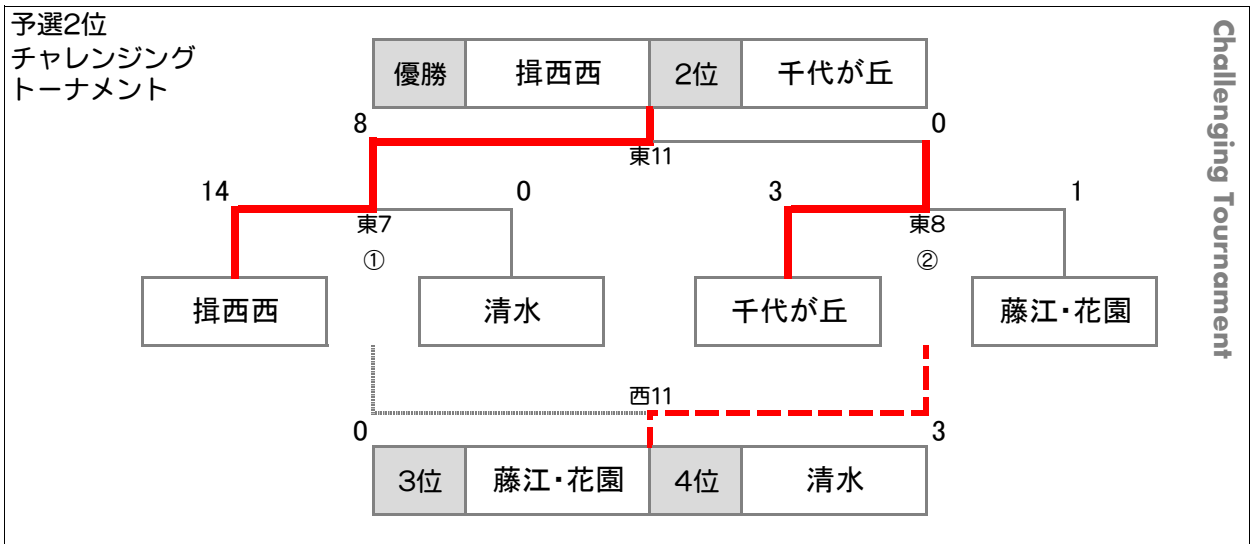 予選2位
チャレンジング
トーナメント
優勝 揖西西 2位 千代が丘
8 0
東11
14 0 3 1
東7 東8
① ②
揖西西 清水 千代が丘 藤江・花園
西11
0 3
3位 藤江・花園 4位 清水
Challenging Tournament